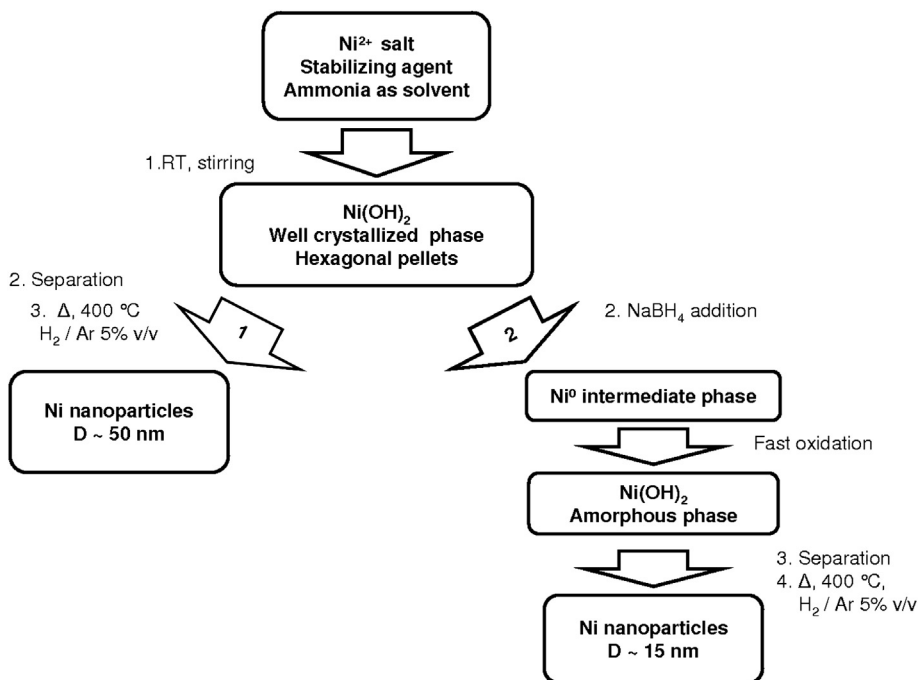 Ni²⁺ salt
Stabilizing agent
Ammonia as solvent
1.RT, stirring
Ni(OH)₂
Well crystallized phase
Hexagonal pellets
2. Separation
3. Δ, 400 ºC
H₂ / Ar 5% v/v
1
2
2. NaBH₄ addition
Ni nanoparticles
D ~ 50 nm
Ni⁰ intermediate phase
Fast oxidation
Ni(OH)₂
Amorphous phase
3. Separation
4. Δ, 400 ºC,
H₂ / Ar 5% v/v
Ni nanoparticles
D ~ 15 nm